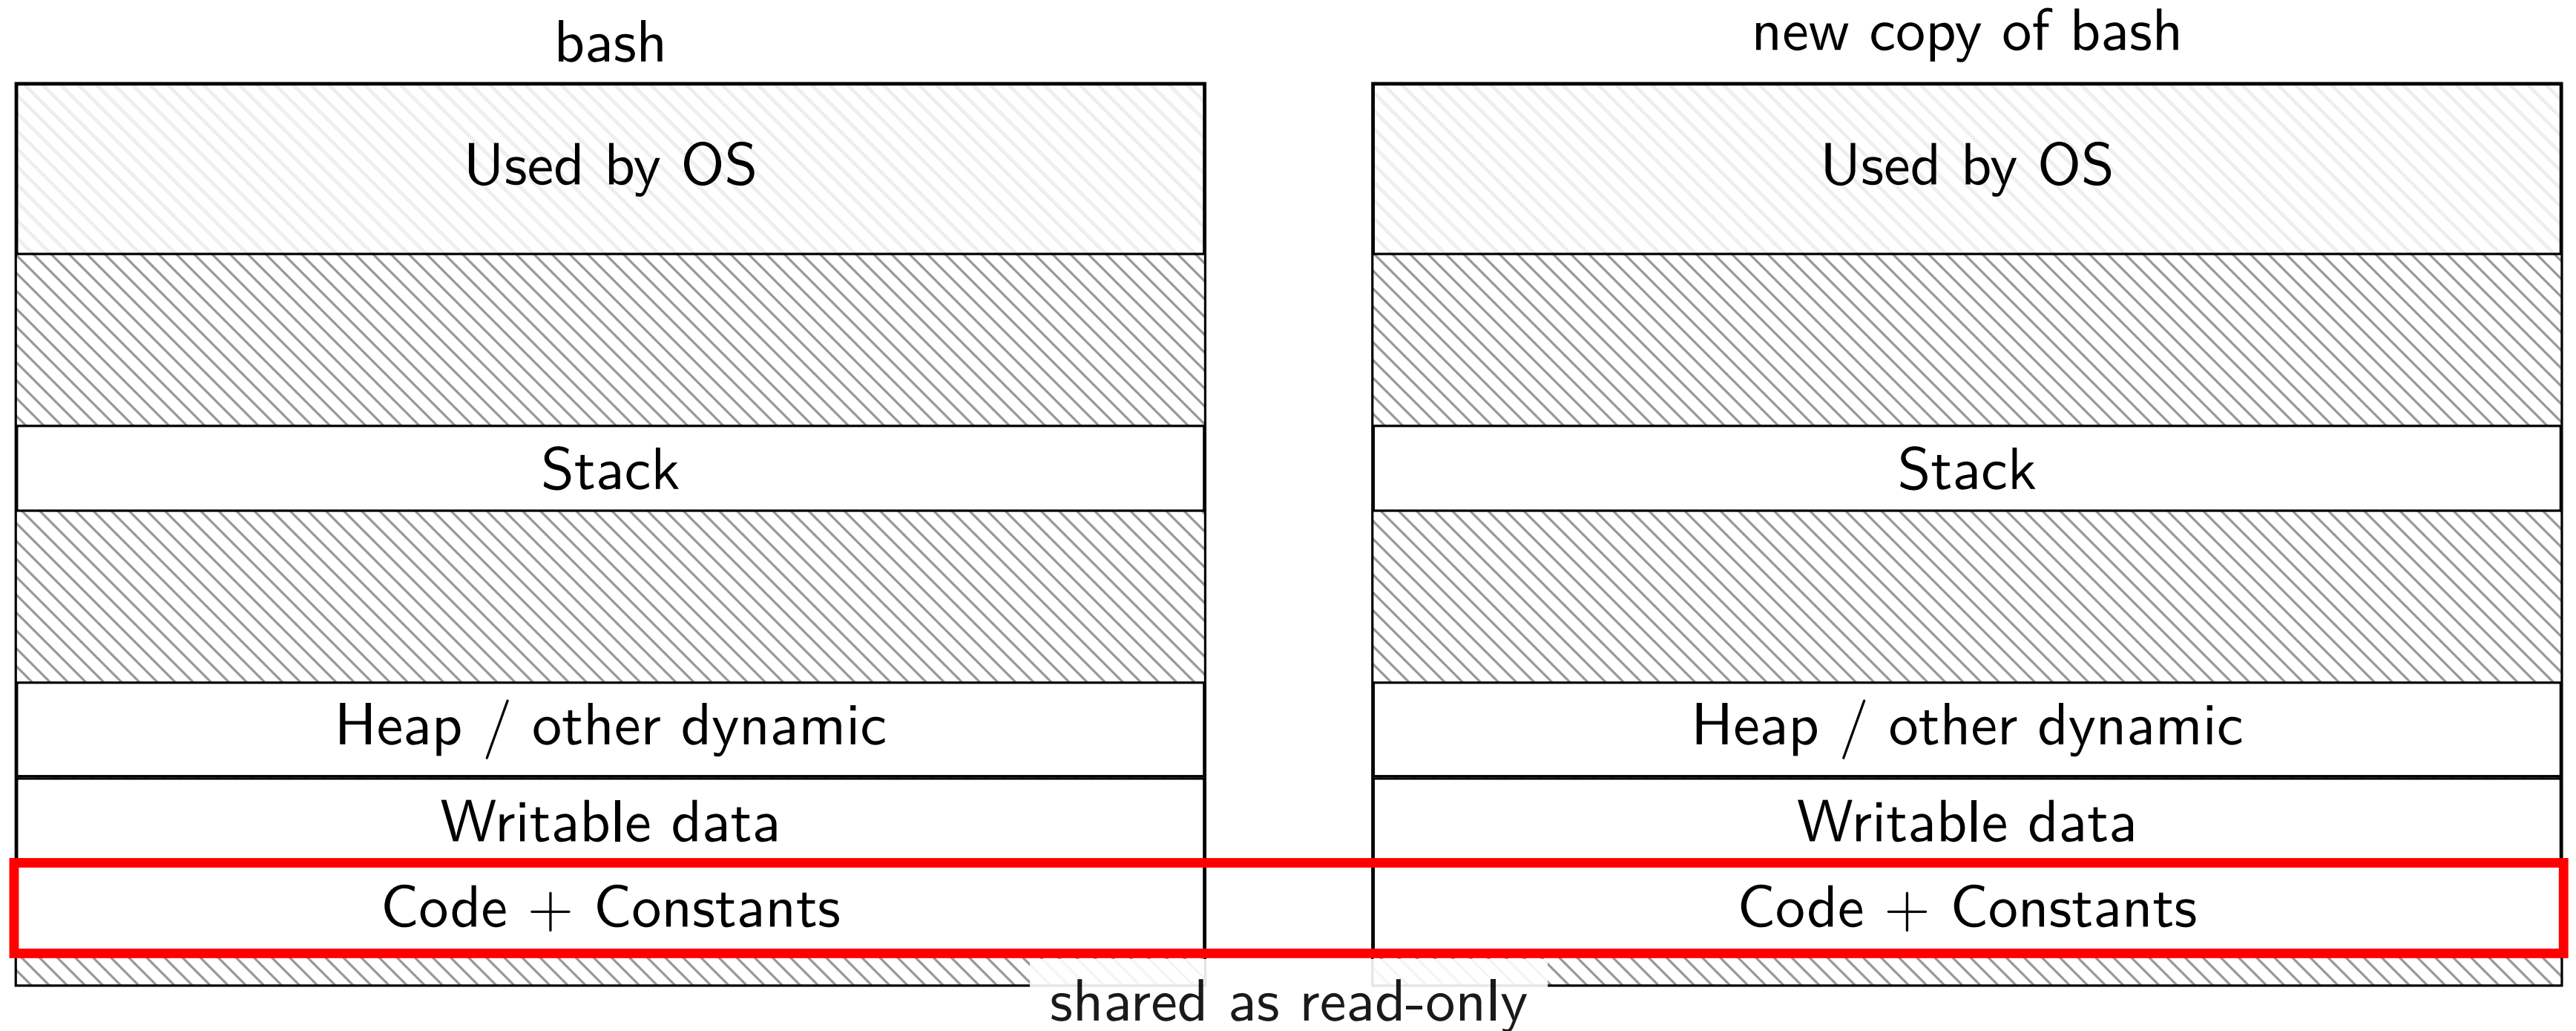 bash
new copy of bash
Used by OS
Used by OS
Stack
Stack
Heap / other dynamic
Heap / other dynamic
Writable data
Writable data
Code + Constants
Code + Constants
shared as read-only